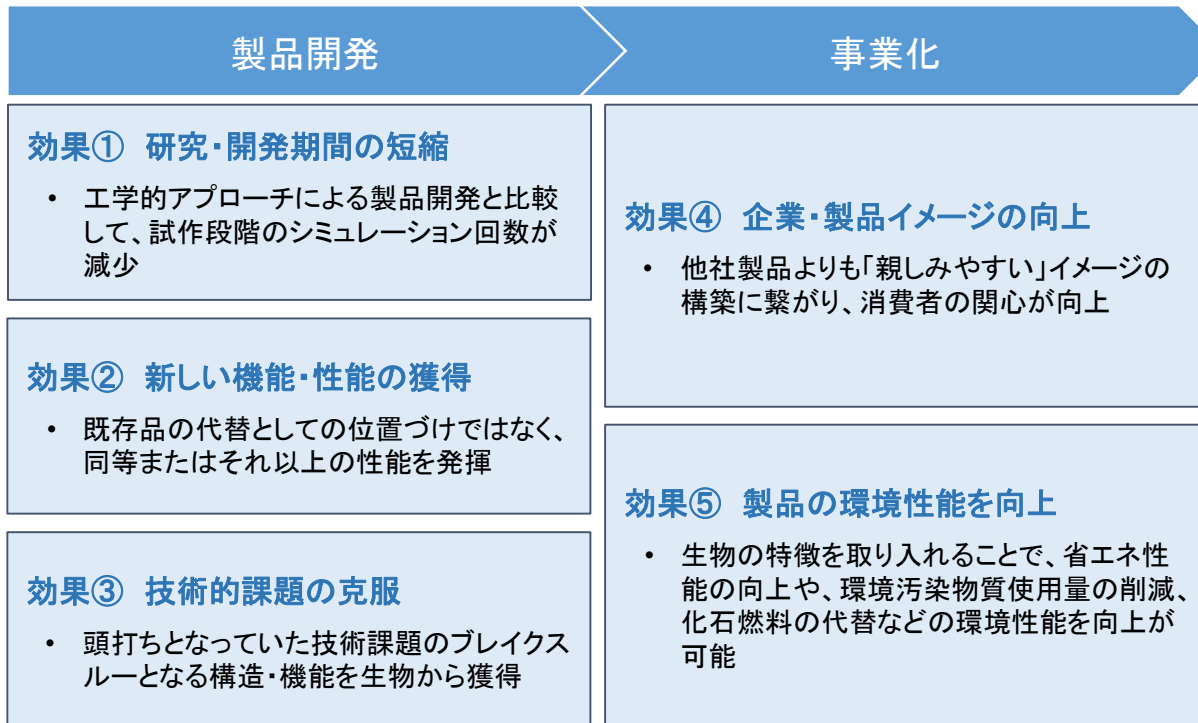 製品開発
事業化
効果① 研究・開発期間の短縮
• 工学的アプローチによる製品開発と比較
して、試作段階のシミュレーション回数が
減少
効果② 新しい機能・性能の獲得
• 既存品の代替としての位置づけではなく、
同等またはそれ以上の性能を発揮
効果③ 技術的課題の克服
• 頭打ちとなっていた技術課題のブレイクス
ルーとなる構造・機能を生物から獲得
効果④ 企業・製品イメージの向上
• 他社製品よりも「親しみやすい」イメージの
構築に繋がり、消費者の関心が向上
効果⑤ 製品の環境性能を向上
• 生物の特徴を取り入れることで、省エネ性
能の向上や、環境汚染物質使用量の削減、
化石燃料の代替などの環境性能を向上が
可能